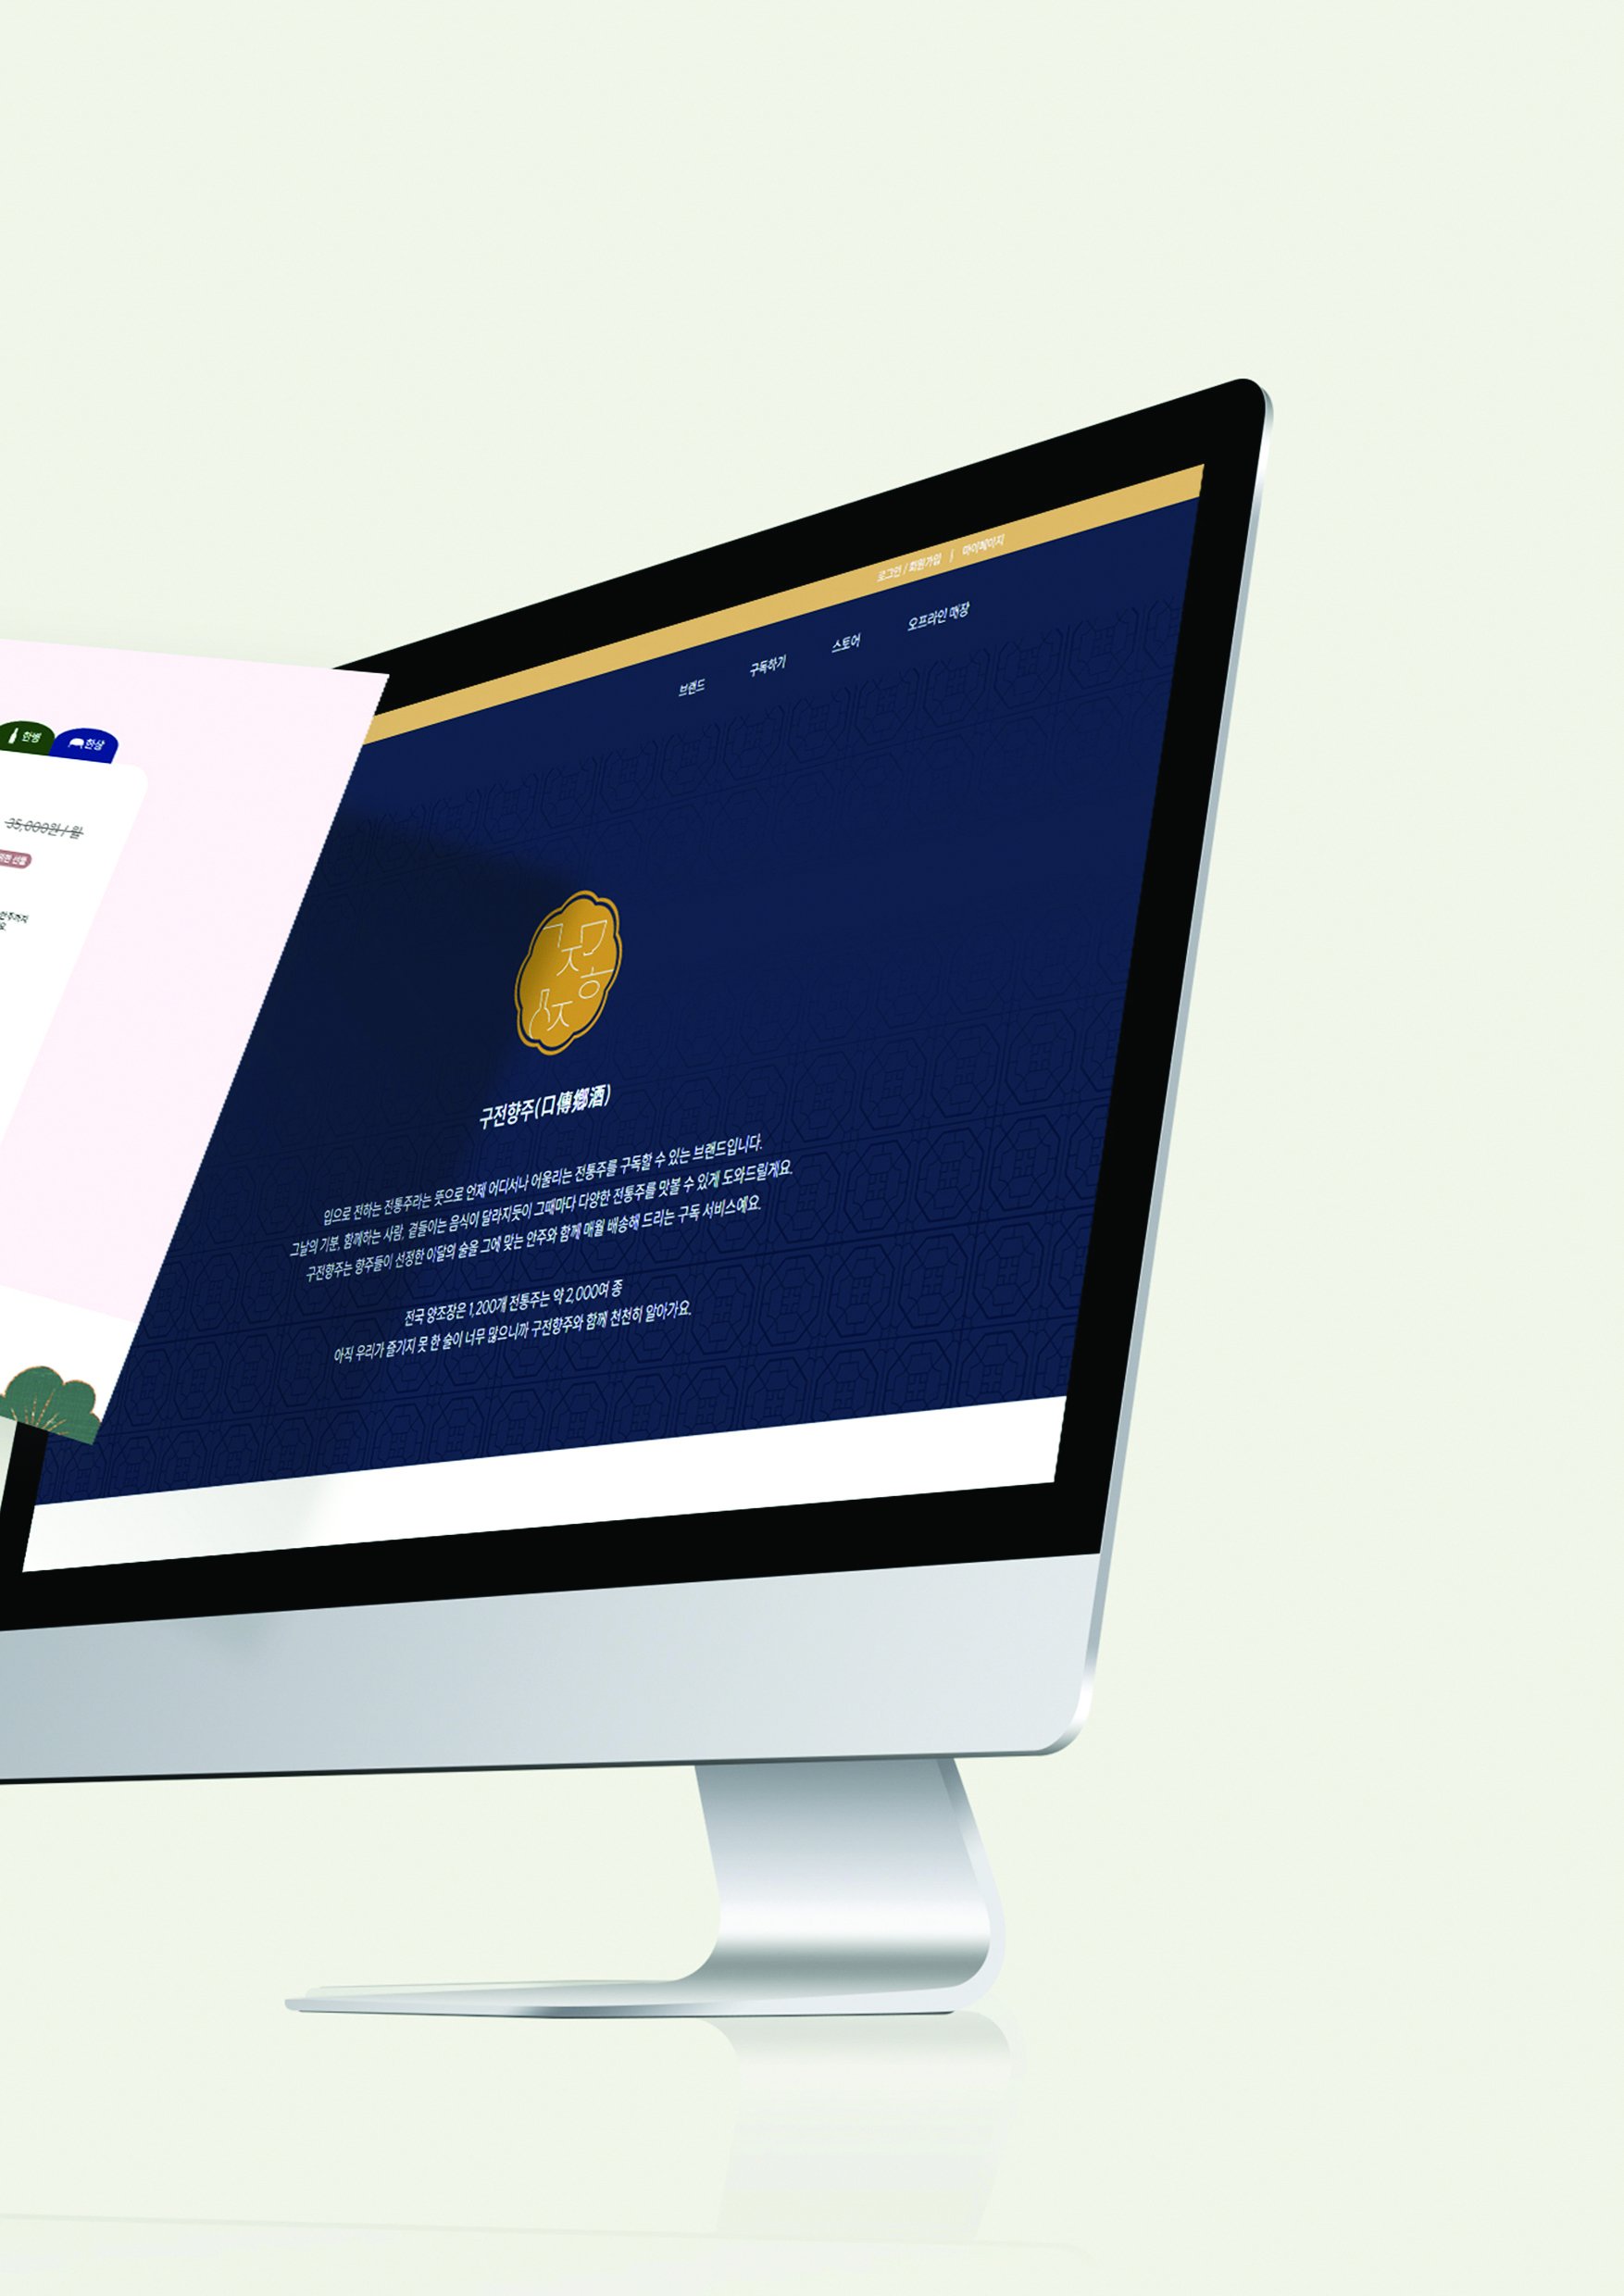 로그인 / 회원가입 | 마이페이지
브랜드 구독하기 스토어 오프라인 매장
한병 한상
35,000원 / 월
선물
구전향주(口傳鄕酒)
입으로 전하는 전통주라는 뜻으로 언제 어디서나 어울리는 전통주를 구독할 수 있는 브랜드입니다.
그날의 기분, 함께하는 사람, 곁들이는 음식이 달라지듯이 그때마다 다양한 전통주를 맛볼 수 있게 도와드릴게요.
구전향주는 향주들이 선정한 이달의 술을 그에 맞는 안주와 함께 매월 배송해 드리는 구독 서비스예요.
전국 양조장은 1,200개 전통주는 약 2,000여 종
아직 우리가 즐기지 못 한 술이 너무 많으니까 구전향주와 함께 천천히 알아가요.